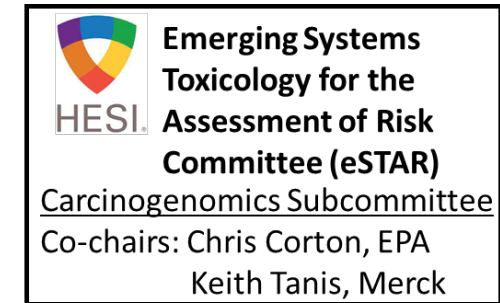 Emerging Systems
Toxicology for the
Assessment of Risk
Committee (eSTAR)
HESI.
Carcinogenomics Subcommittee
Co-chairs: Chris Corton, EPA
Keith Tanis, Merck